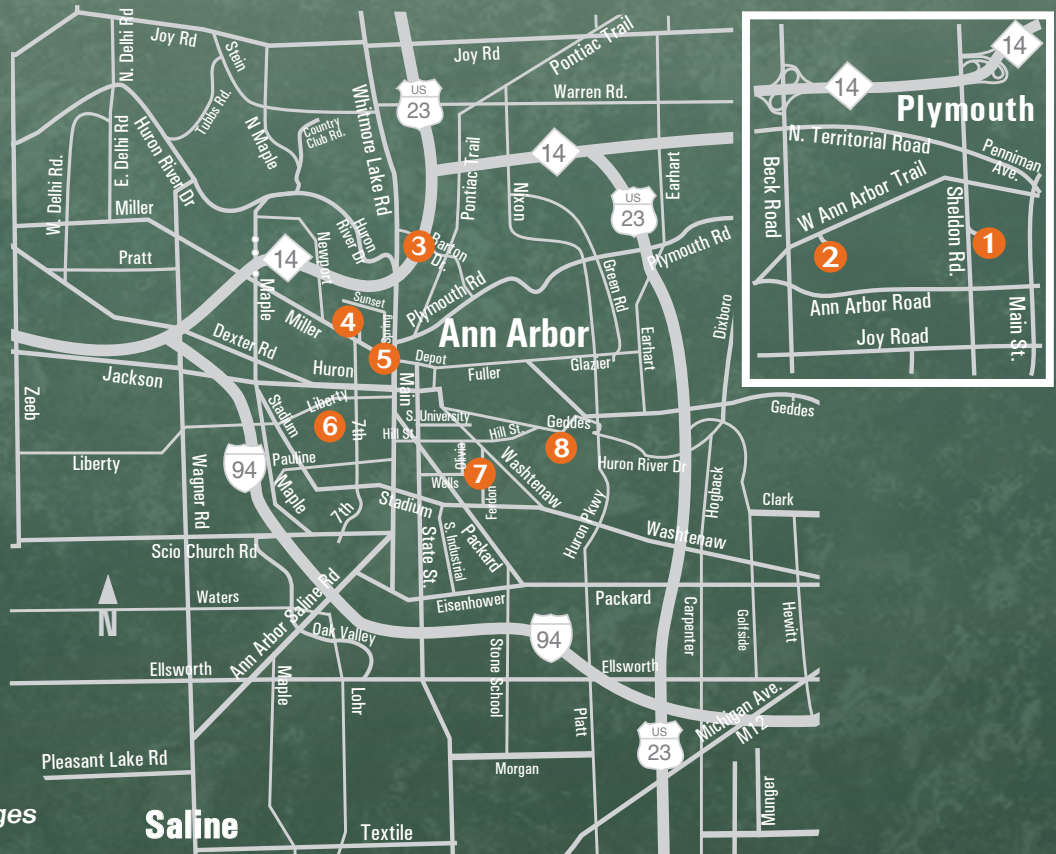 Joy Rd
N. Delhi Rd
Stein
Tubbs Rd.
N Maple
Country
Club Rd.
Whitmora Lake Rd
US
23
Joy Rd
Pontiac Trail
Warren Rd.
Huron River Dr
E. Delhi Rd
W. Delhi Rd.
Miller
Pratt
14
Pontiac Trail
Nixon
Earhart
US
23
Plymouth Rd
Newport
Huron
River Dr
3
Barton
Dr.
14
Maple
Miller
Sunset
4
Spring
5
Plymouth Rd
Green Rd
Earhart
Dixboro
Ann Arbor
Dexter Rd
Huron
Depot
Fuller
Glazier
Main
Jackson
Zeeb
Liberty
6
7th
Stadium
S. University
Hill St.
Hill St.
Geddes
Geddes
8
Huron River Dr
Liberty
Wagner Rd
94
Pauline
Maple
7th
Olivia
7
Wells
Ferdon
Washtenaw
Stadium
Huron Pkwy
Hogback
Clark
Washtenaw
Scio Church Rd
State St.
S. Industrial
Packard
N
Waters
Ann Arbor Saline Rd
Oak Valley
Eisenhower
Packard
Carpenter
Golfside
Hewitt
94
Ellsworth
Maple
Lohr
Stone School
Ellsworth
Platt
Michigan Ave.
M12
US
23
Pleasant Lake Rd
Morgan
Munger
ges
Saline
Textile
14
14
Plymouth
N. Territorial Road
Penniman
Ave.
Beck Road
W Ann Arbor Trail
Sheldon Rd.
1
2
Ann Arbor Road
Joy Road
Main St.